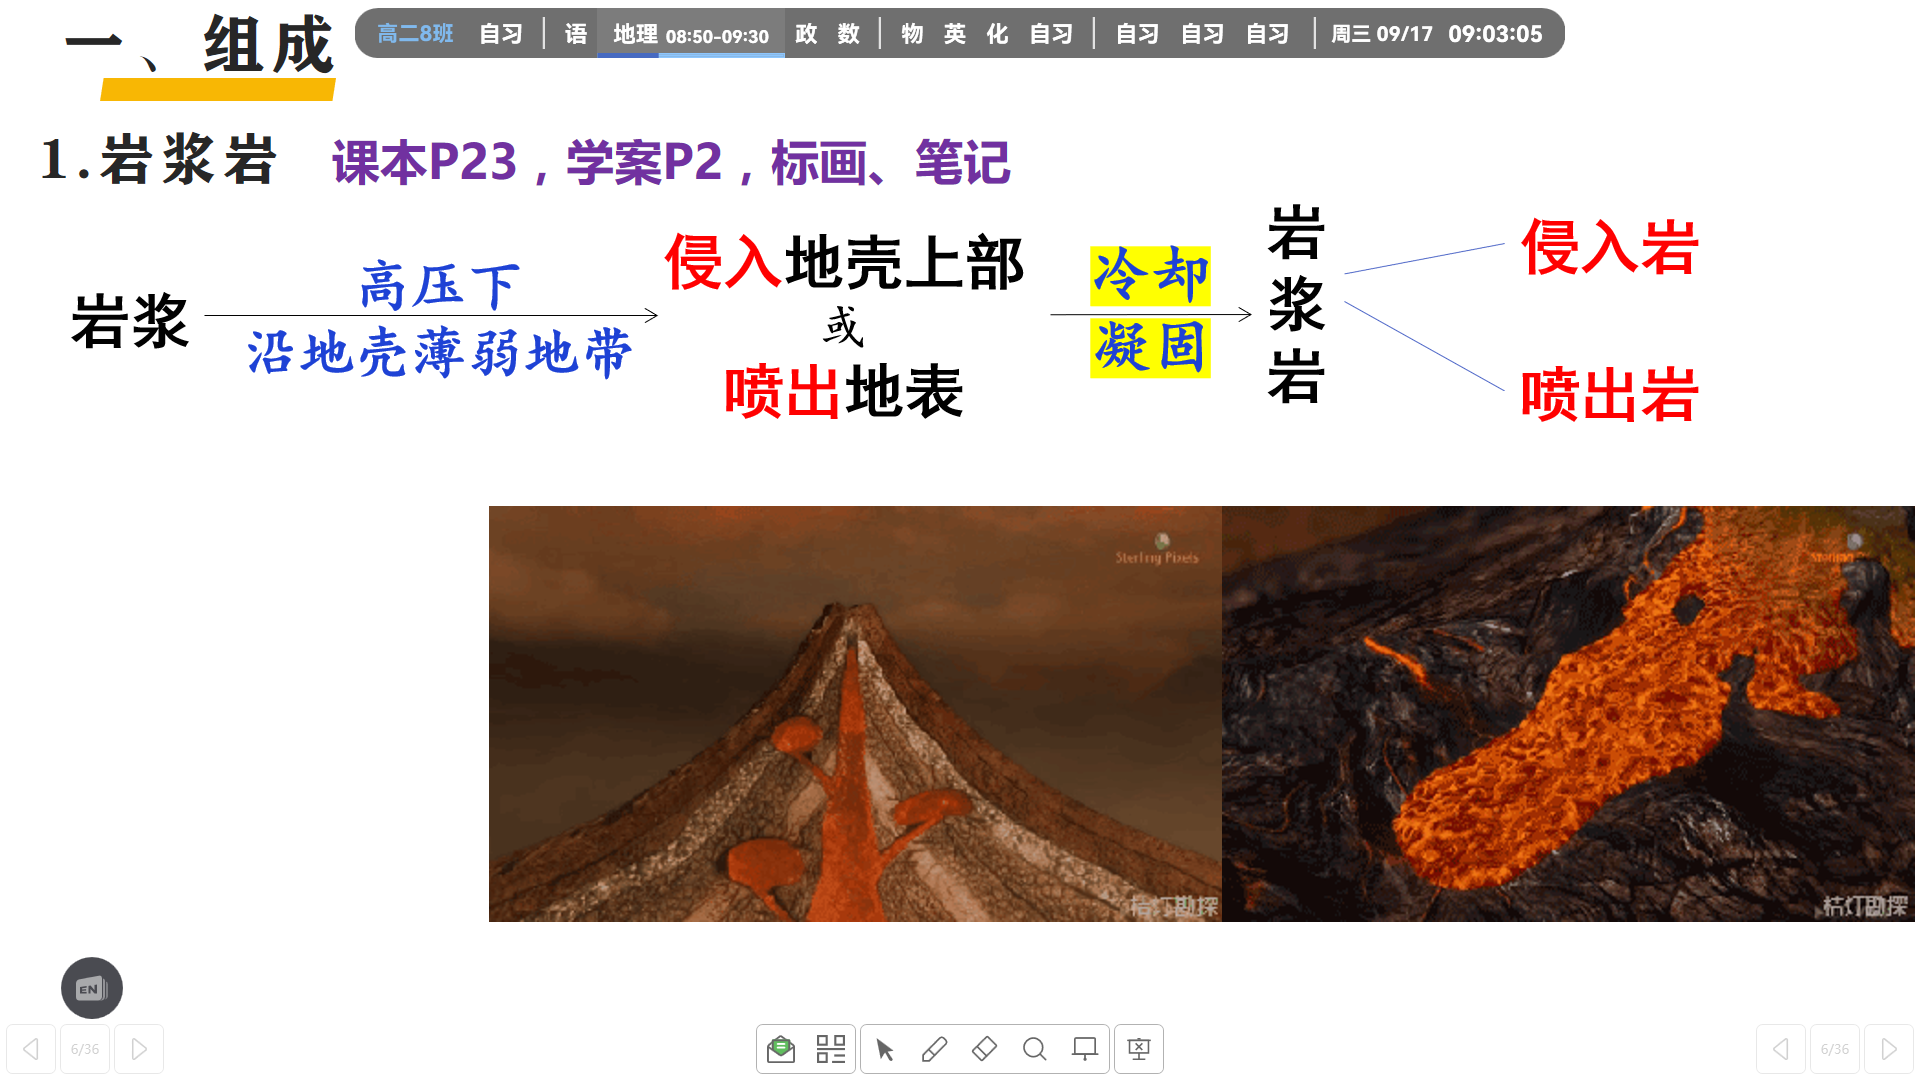 一、组成
高二8班 自习 语 地理 08:50-09:30 政 数 物 英 化 自习 自习 自习 自习 周三 09/17 09:03:05
1.岩浆岩 课本P23，学案P2，标画、笔记
岩浆
高压下
沿地壳薄弱地带
侵入地壳上部
或
喷出地表
冷却
凝固
岩浆岩
侵入岩
喷出岩
Sterling Pixels
桔灯勘探
Sterling
桔灯勘探
EN
6/36
6/36